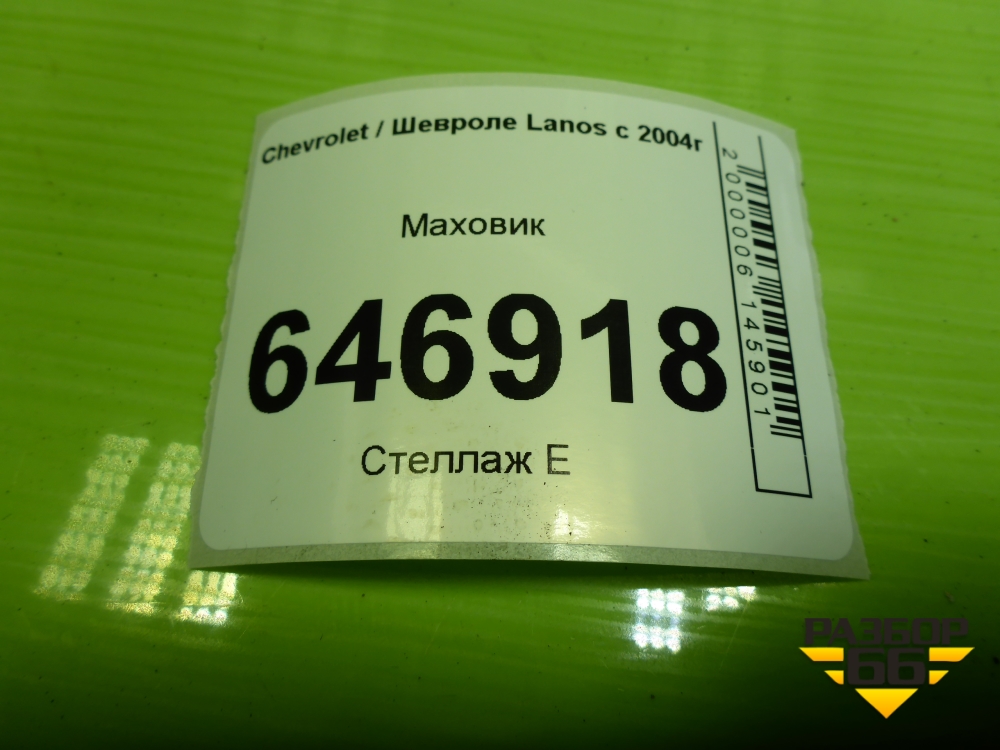 Chevrolet / Шевроле Lanos с 2004г
Маховик
646918
Стеллаж Е
2000006145901
РАЗБОР
66